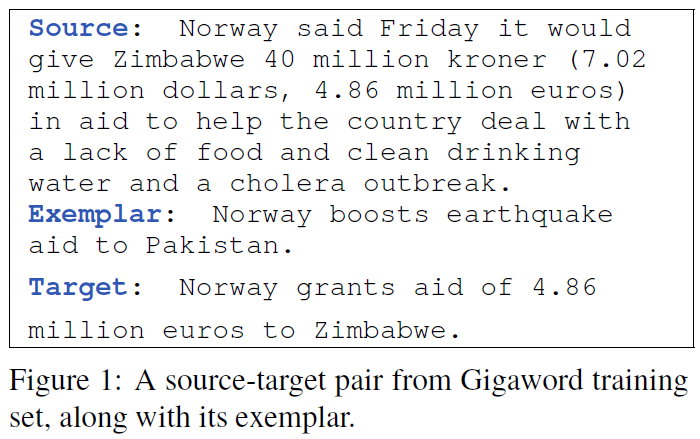 Source: Norway said Friday it would
give Zimbabwe 40 million kroner (7.02
million dollars, 4.86 million euros)
in aid to help the country deal with
a lack of food and clean drinking
water and a cholera outbreak.
Exemplar: Norway boosts earthquake
aid to Pakistan.
Target: Norway grants aid of 4.86
million euros to Zimbabwe.
Figure 1: A source-target pair from Gigaword training
set, along with its exemplar.